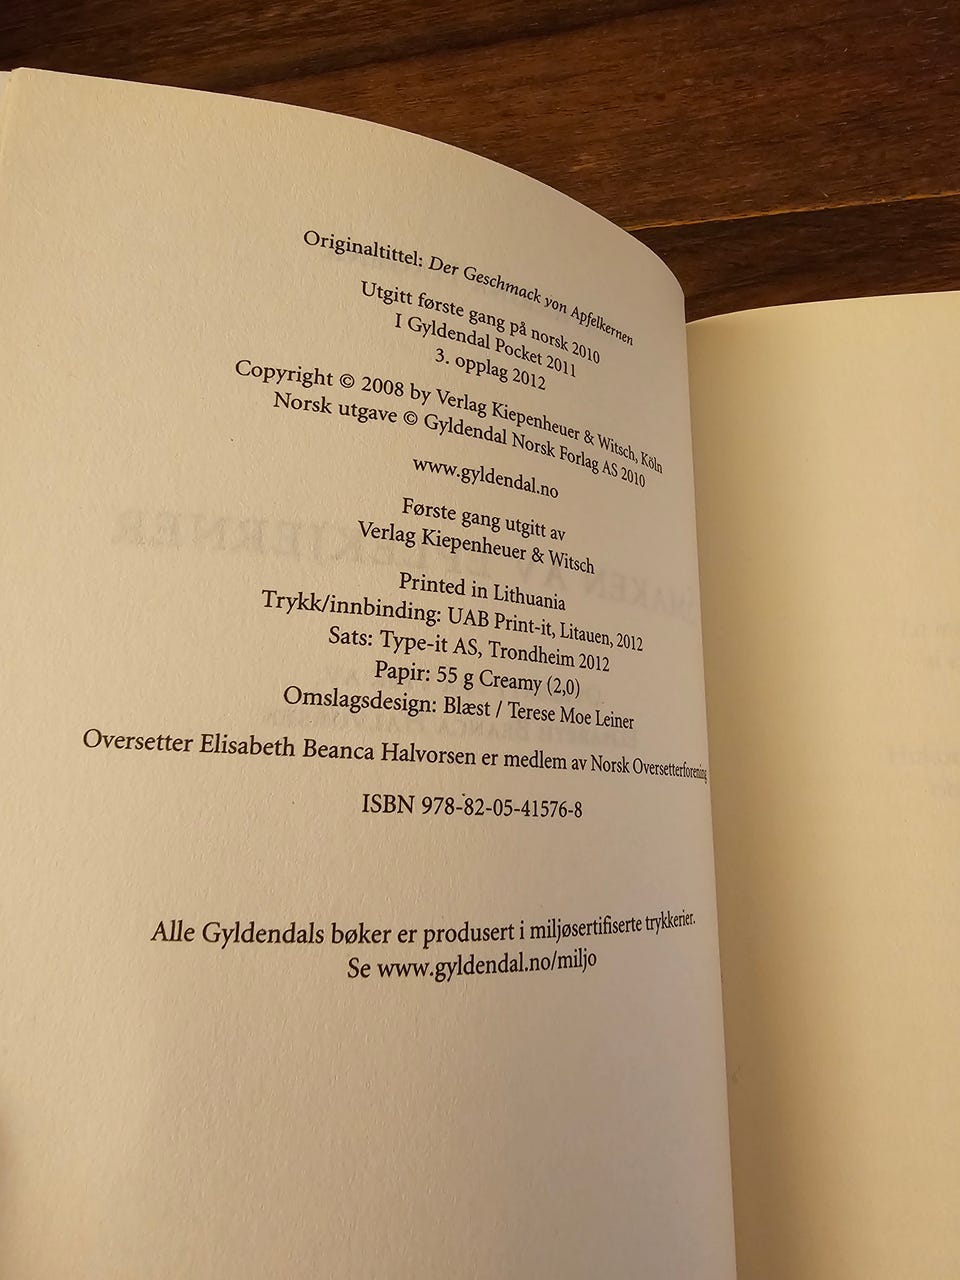 Originaltittel: Der Geschmack von Apfelkernen
Utgitt første gang på norsk 2010
I Gyldendal Pocket 2011
3. opplag 2012
Copyright © 2008 by Verlag Kiepenheuer & Witsch, Köln
Norsk utgave © Gyldendal Norsk Forlag AS 2010
www.gyldendal.no
Første gang utgitt av
Verlag Kiepenheuer & Witsch
Printed in Lithuania
Trykk/innbinding: UAB Print-it, Litauen, 2012
Sats: Type-it AS, Trondheim 2012
Papir: 55 g Creamy (2,0)
Omslagsdesign: Blæst / Terese Moe Leiner
Oversetter Elisabeth Beanca Halvorsen er medlem av Norsk Oversetterforening
ISBN 978-82-05-41576-8
Alle Gyldendals bøker er produsert i miljøsertifiserte trykkerier.
Se www.gyldendal.no/miljo